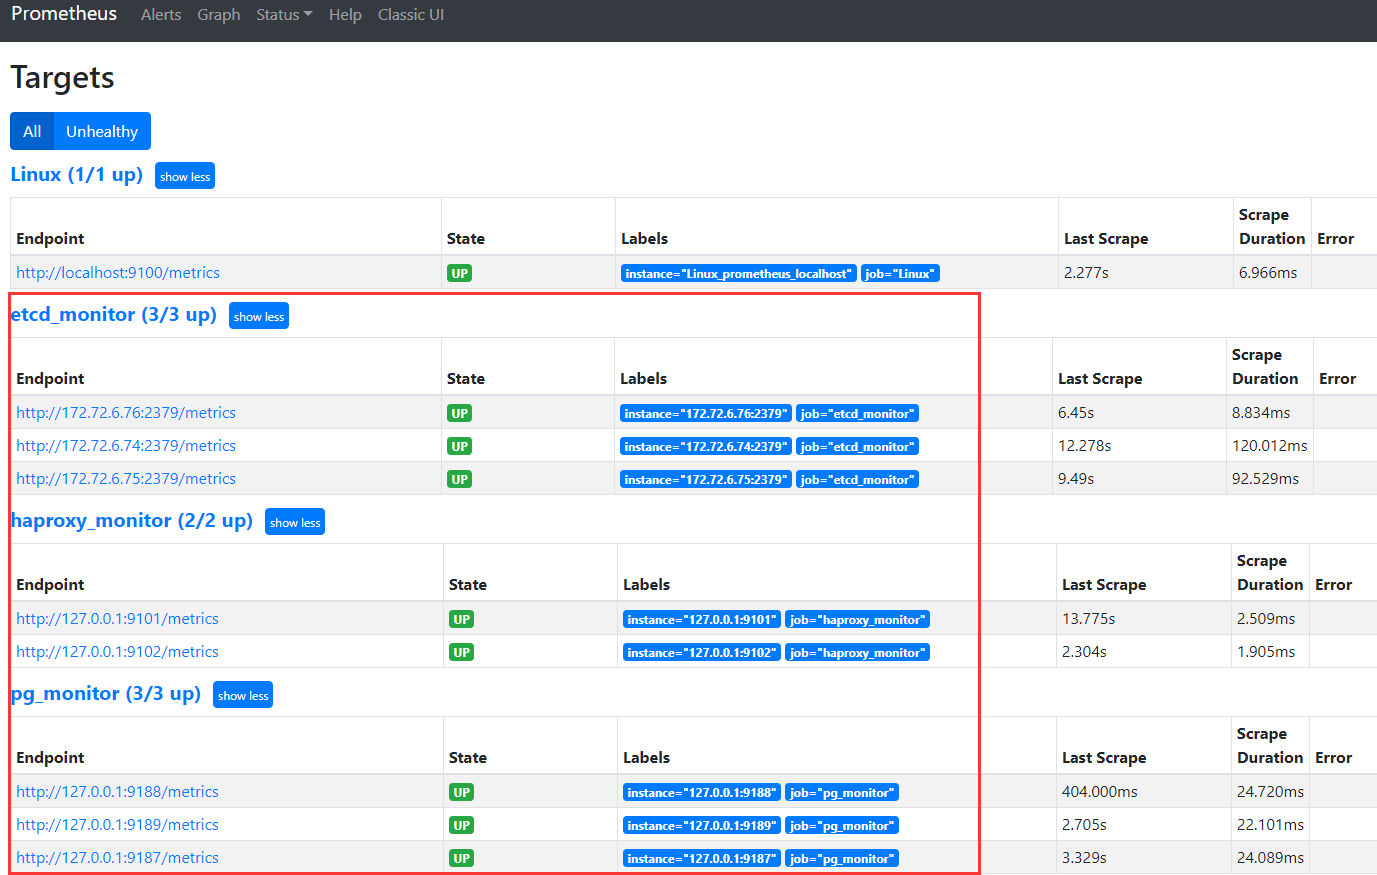 Prometheus Alerts Graph Status Help Classic UI
Targets
All Unhealthy
Linux (1/1 up) show less
Endpoint State Labels Last Scrape Scrape Duration Error
http://localhost:9100/metrics UP instance="Linux_prometheus_localhost" job="Linux" 2.277s 6.966ms
etcd_monitor (3/3 up) show less
Endpoint State Labels Last Scrape Scrape Duration Error
http://172.72.6.76:2379/metrics UP instance="172.72.6.76:2379" job="etcd_monitor" 6.45s 8.834ms
http://172.72.6.74:2379/metrics UP instance="172.72.6.74:2379" job="etcd_monitor" 12.278s 120.012ms
http://172.72.6.75:2379/metrics UP instance="172.72.6.75:2379" job="etcd_monitor" 9.49s 92.529ms
haproxy_monitor (2/2 up) show less
Endpoint State Labels Last Scrape Scrape Duration Error
http://127.0.0.1:9101/metrics UP instance="127.0.0.1:9101" job="haproxy_monitor" 13.775s 2.509ms
http://127.0.0.1:9102/metrics UP instance="127.0.0.1:9102" job="haproxy_monitor" 2.304s 1.905ms
pg_monitor (3/3 up) show less
Endpoint State Labels Last Scrape Scrape Duration Error
http://127.0.0.1:9188/metrics UP instance="127.0.0.1:9188" job="pg_monitor" 404.000ms 24.720ms
http://127.0.0.1:9189/metrics UP instance="127.0.0.1:9189" job="pg_monitor" 2.705s 22.101ms
http://127.0.0.1:9187/metrics UP instance="127.0.0.1:9187" job="pg_monitor" 3.329s 24.089ms